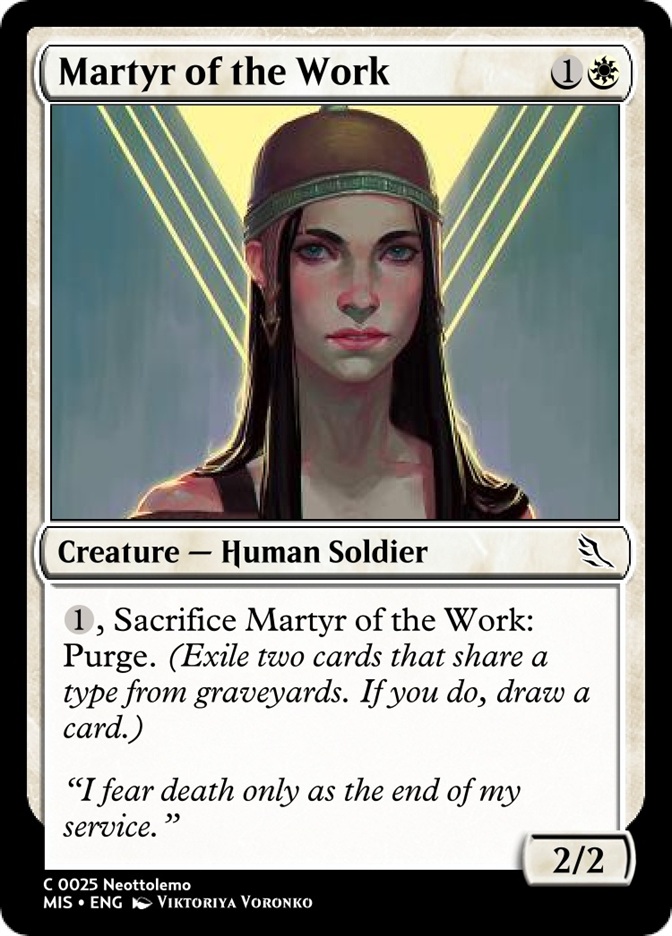 Martyr of the Work 1
Creature — Human Soldier
1, Sacrifice Martyr of the Work:
Purge. (Exile two cards that share a
type from graveyards. If you do, draw a
card.)
“I fear death only as the end of my
service.”
2/2
C 0025 Neottolemo
MIS • ENG Viktoriya Voronko